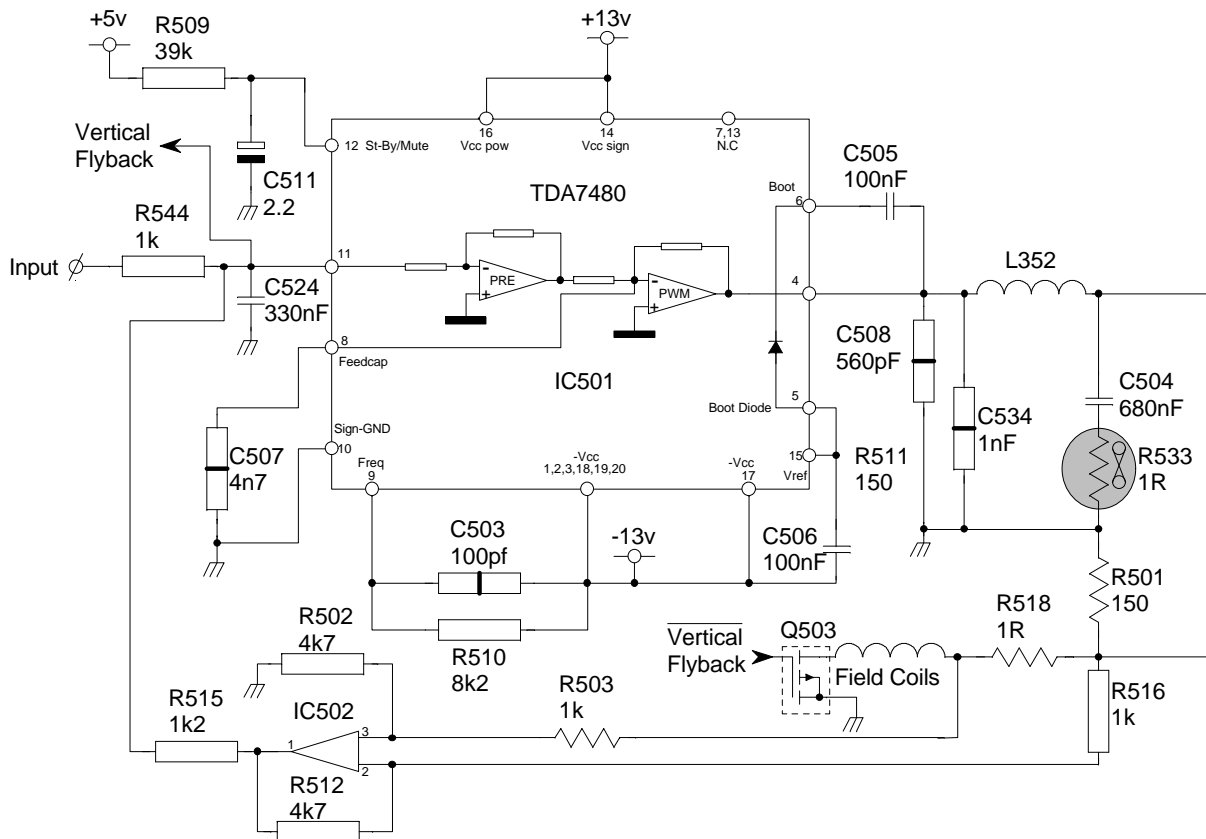 +5v
R509
39k
+13v
Vertical
Flyback
12 St-By/Mute
16
Vcc pow
14
Vcc sign
7,13
N.C
C511
2.2
TDA7480
Boot
6
C505
100nF
R544
1k
Input
11
C524
330nF
-
PRE
+
-
PWM
+
4
L352
8
Feedcap
IC501
C508
560pF
5
Boot Diode
C534
1nF
C504
680nF
Sign-GND
10
C507
4n7
Freq
9
-Vcc
1,2,3,18,19,20
-Vcc
17
15
Vref
R511
150
R533
1R
C503
100pf
-13v
C506
100nF
R501
150
R502
4k7
R510
8k2
Vertical
Flyback
Q503
R518
1R
Field Coils
R515
1k2
IC502
R503
1k
R516
1k
1
3
2
R512
4k7